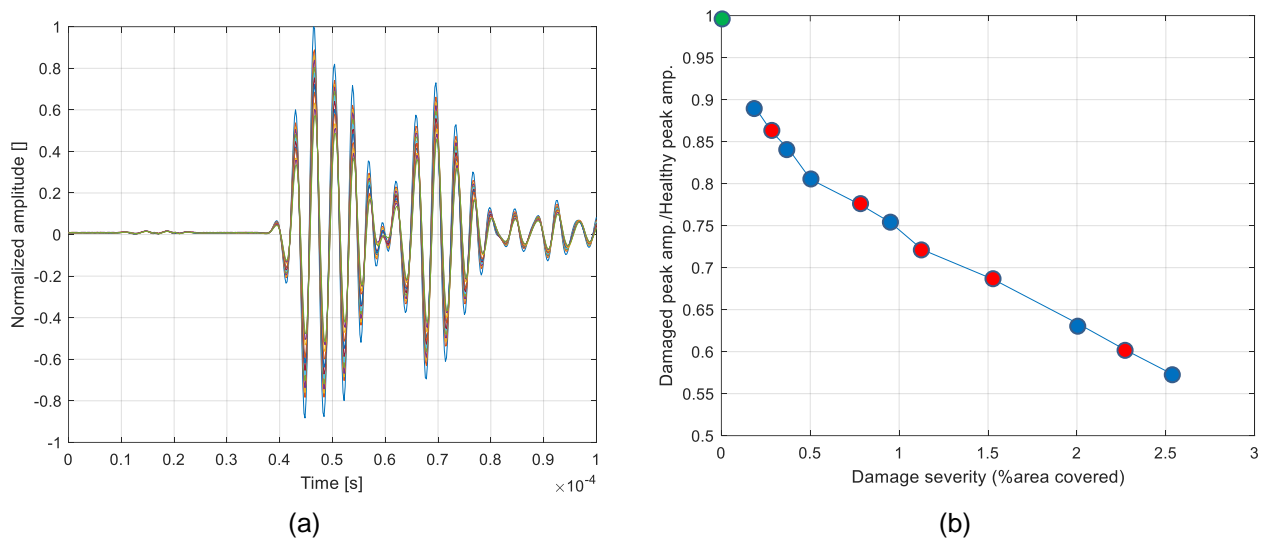 1
0.8
0.6
0.4
0.2
0
-0.2
-0.4
-0.6
-0.8
-1
Normalized amplitude []
0 0.1 0.2 0.3 0.4 0.5 0.6 0.7 0.8 0.9 1
Time [s]
×10-4
(a)
1
0.95
0.9
0.85
0.8
0.75
0.7
0.65
0.6
0.55
0.5
Damaged peak amp./Healthy peak amp.
0 0.5 1 1.5 2 2.5 3
Damage severity (%area covered)
(b)